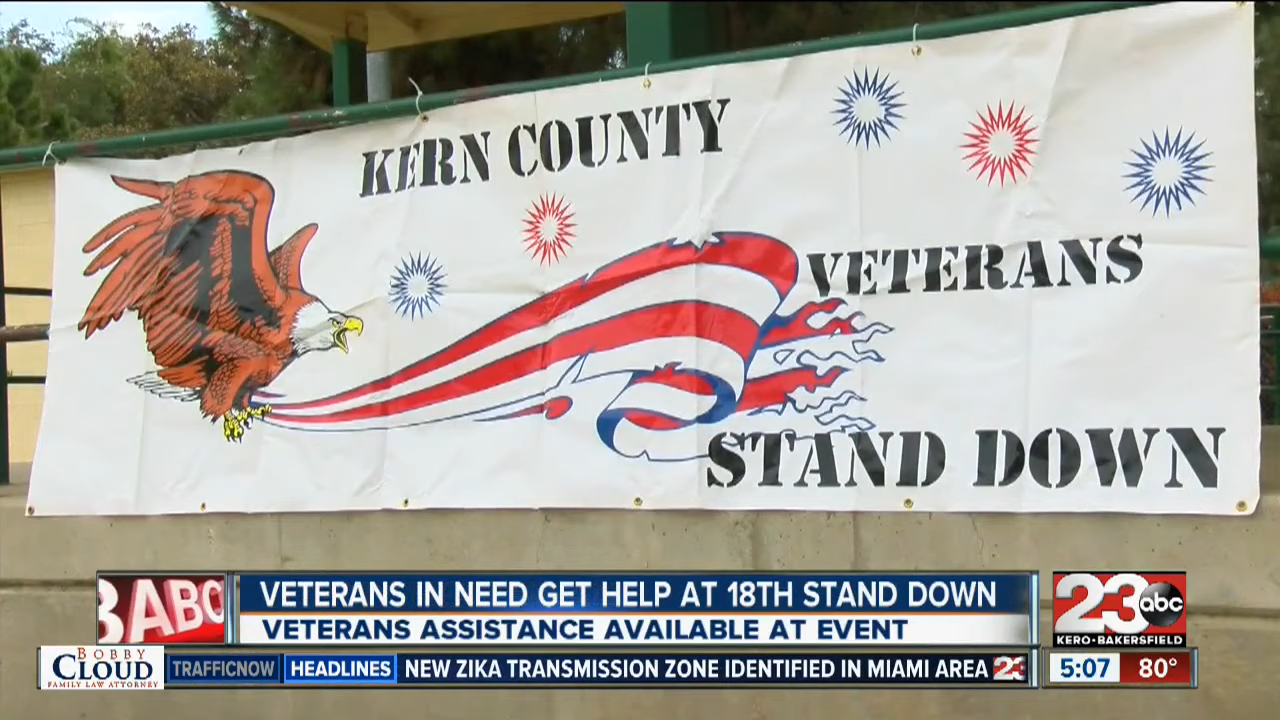 KERN COUNTY
VETERANS
STAND DOWN
3ABC
VETERANS IN NEED GET HELP AT 18TH STAND DOWN
VETERANS ASSISTANCE AVAILABLE AT EVENT
23 abc
KERO-BAKERSFIELD
BOBBY
CLOUD
FAMILY LAW ATTORNEY
TRAFFICNOW HEADLINES NEW ZIKA TRANSMISSION ZONE IDENTIFIED IN MIAMI AREA 23
5:07 80°